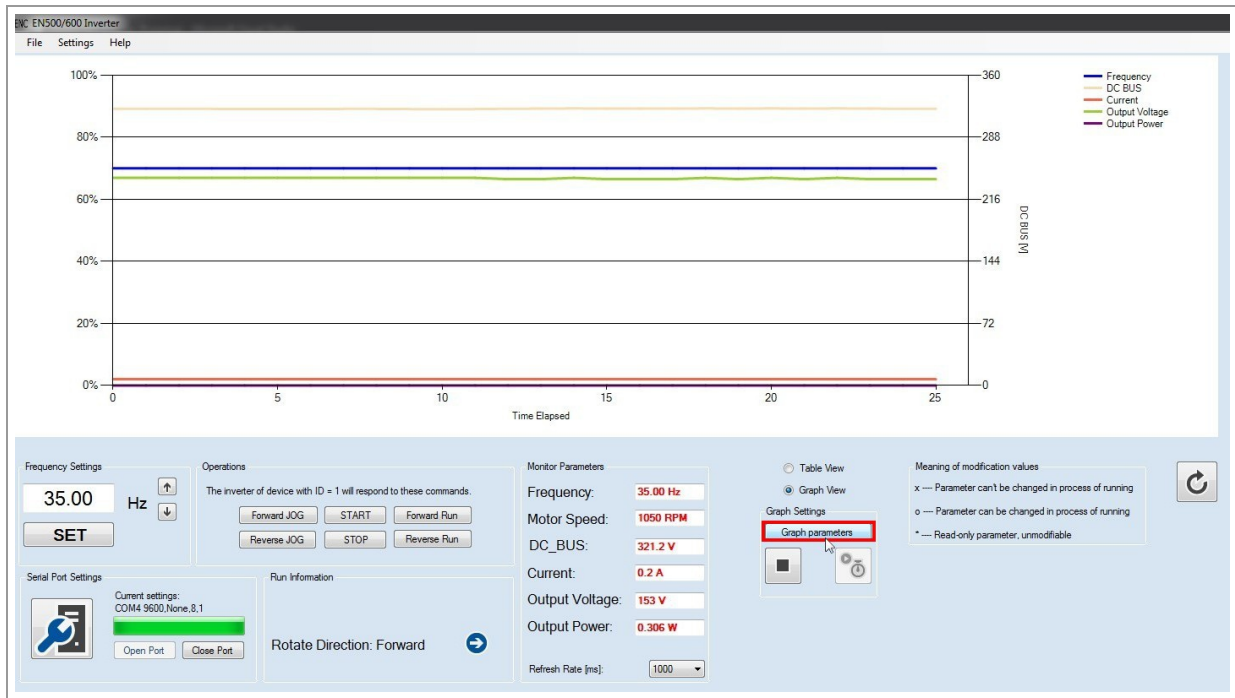 ENC EN500/600 Inverter
File Settings Help
100%
80%
60%
40%
20%
0%
360
288
216
144
72
0
DC BUS [V]
0 5 10 15 20 25
Time Elapsed
Frequency
DC BUS
Current
Output Voltage
Output Power
Frequency Settings
35.00 Hz
SET
Operations
The inverter of device with ID = 1 will respond to these commands.
Forward JOG START Forward Run
Reverse JOG STOP Reverse Run
Serial Port Settings
Current settings:
COM4 9600,None,8,1
Open Port Close Port
Run Information
Rotate Direction: Forward
Monitor Parameters
Frequency: 35.00 Hz
Motor Speed: 1050 RPM
DC_BUS: 321.2 V
Current: 0.2 A
Output Voltage: 153 V
Output Power: 0.306 W
Refresh Rate [ms]: 1000
Table View
Graph View
Graph Settings
Graph parameters
Meaning of modification values
x --- Parameter can't be changed in process of running
o --- Parameter can be changed in process of running
* --- Read-only parameter, unmodifiable